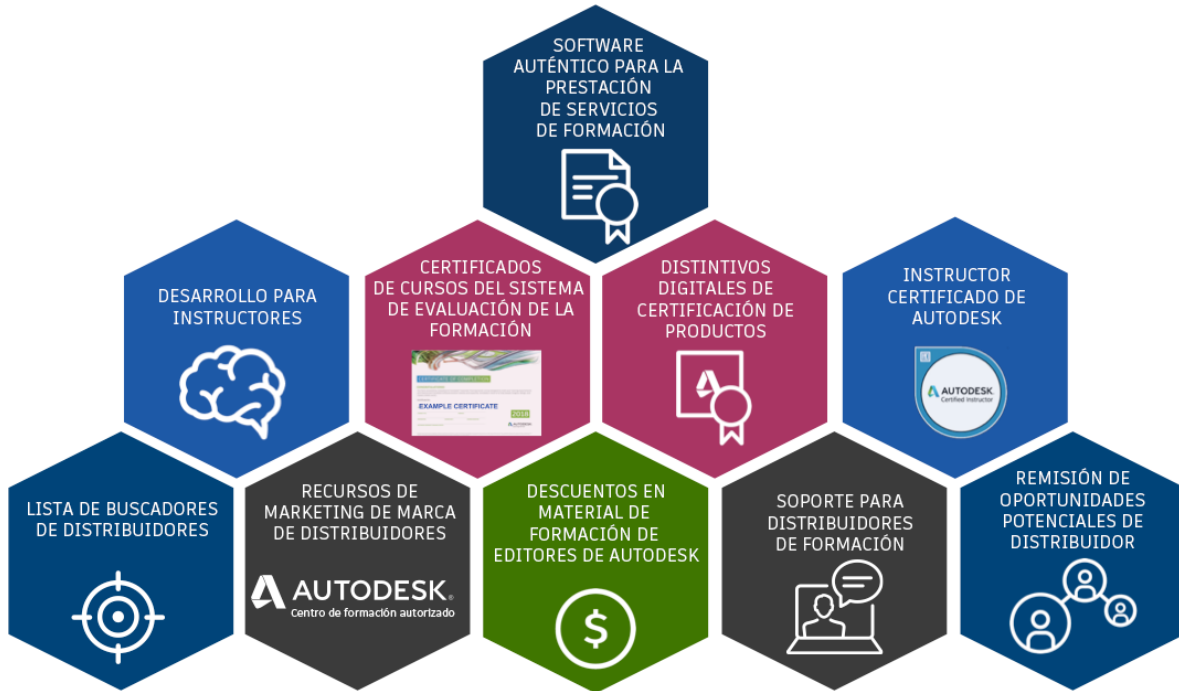 SOFTWARE
AUTÉNTICO PARA LA
PRESTACIÓN
DE SERVICIOS
DE FORMACIÓN
DESARROLLO PARA
INSTRUCTORES
CERTIFICADOS
DE CURSOS DEL SISTEMA
DE EVALUACIÓN DE LA
FORMACIÓN
EXAMPLE CERTIFICATE
2018
AUTODESK
DISTINTIVOS
DIGITALES DE
CERTIFICACIÓN DE
PRODUCTOS
INSTRUCTOR
CERTIFICADO DE
AUTODESK
AUTODESK
Certified Instructor
LISTA DE BUSCADORES
DE DISTRIBUIDORES
RECURSOS DE
MARKETING DE MARCA
DE DISTRIBUIDORES
AUTODESK®
Centro de formación autorizado
DESCUENTOS EN
MATERIAL DE
FORMACIÓN DE
EDITORES DE AUTODESK
$
SOPORTE PARA
DISTRIBUIDORES
DE FORMACIÓN
REMISIÓN DE
OPORTUNIDADES
POTENCIALES DE
DISTRIBUIDOR